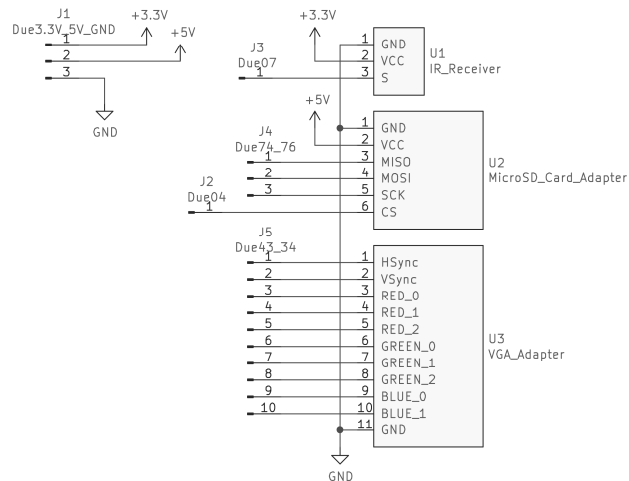 J1
Due3.3V_5V_GND
1
2
3
+3.3V
+5V
GND
+3.3V
J3
Due07
1
1 GND
2 VCC
3 S
U1
IR_Receiver
+5V
J4
Due74_76
1
2
3
J2
Due04
1
1 GND
2 VCC
3 MISO
4 MOSI
5 SCK
6 CS
U2
MicroSD_Card_Adapter
J5
Due43_34
1 1 HSync
2 2 VSync
3 3 RED_0
4 4 RED_1
5 5 RED_2
6 6 GREEN_0
7 7 GREEN_1
8 8 GREEN_2
9 9 BLUE_0
10 10 BLUE_1
11 GND
U3
VGA_Adapter
GND